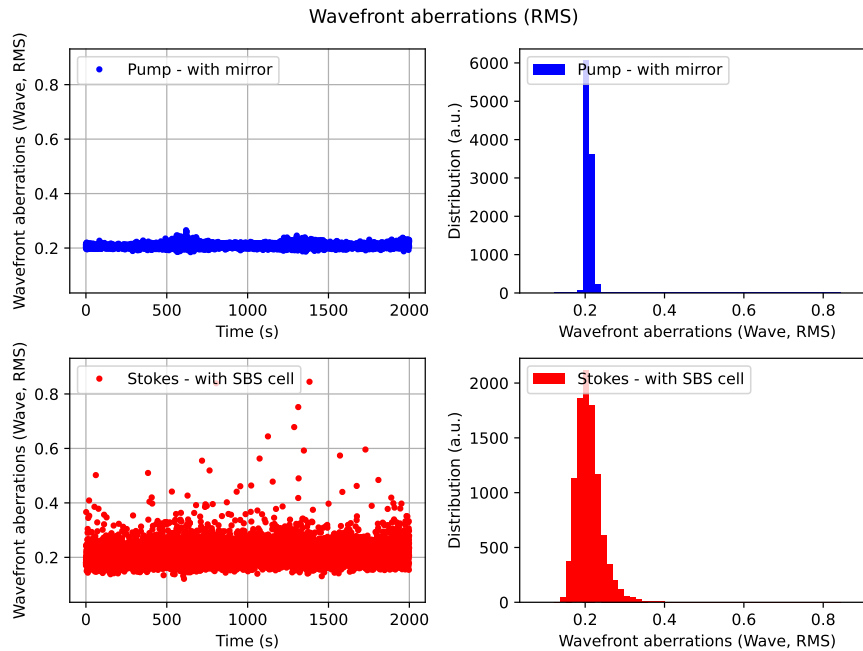 Wavefront aberrations (RMS)
Wavefront aberrations (Wave, RMS)
0.8
0.6
0.4
0.2
Pump - with mirror
0 500 1000 1500 2000
Time (s)
Distribution (a.u.)
6000
5000
4000
3000
2000
1000
0
Pump - with mirror
0.2 0.4 0.6 0.8
Wavefront aberrations (Wave, RMS)
Wavefront aberrations (Wave, RMS)
0.8
0.6
0.4
0.2
Stokes - with SBS cell
0 500 1000 1500 2000
Time (s)
Distribution (a.u.)
2000
1500
1000
500
0
Stokes - with SBS cell
0.2 0.4 0.6 0.8
Wavefront aberrations (Wave, RMS)